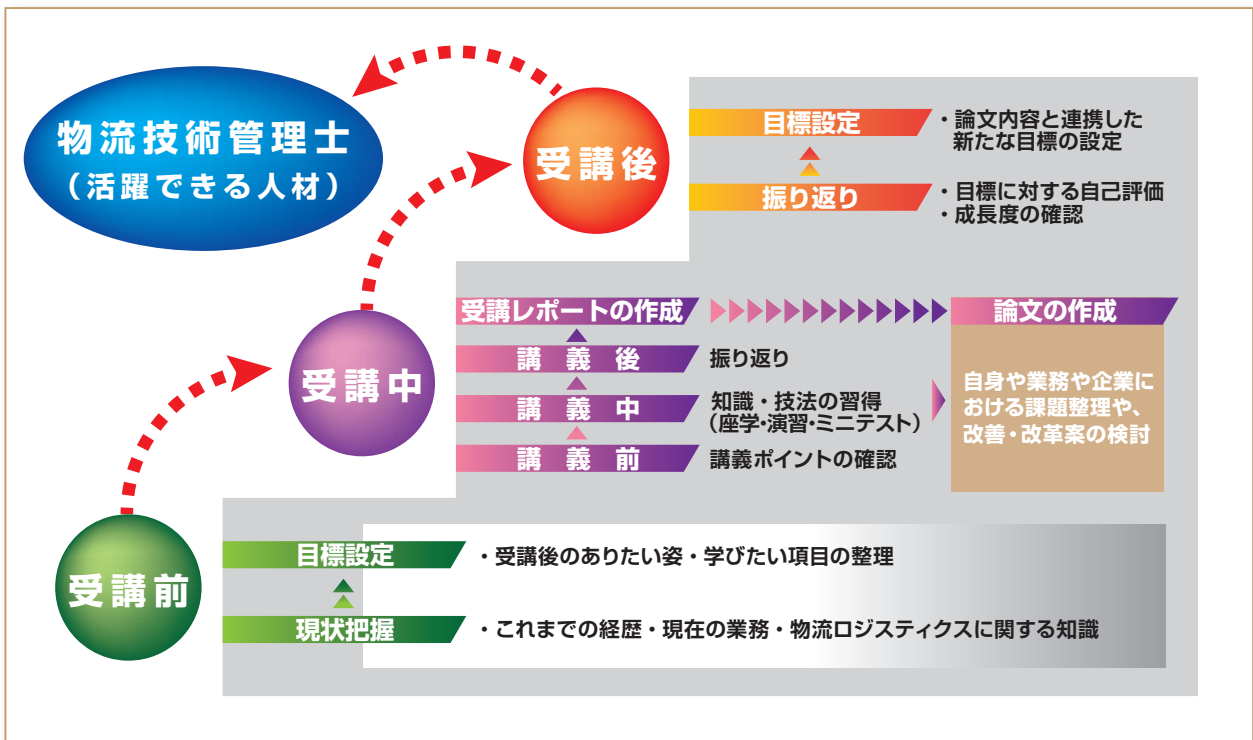 物流技術管理士
（活躍できる人材）
受講後
目標設定
・論文内容と連携した
新たな目標の設定
振り返り
・目標に対する自己評価
・成長度の確認
受講中
受講レポートの作成
論文の作成
講義後
振り返り
講義中
知識・技法の習得
（座学・演習・ミニテスト）
講義前
講義ポイントの確認
自身や業務や企業に
おける課題整理や、
改善・改革案の検討
受講前
目標設定
・受講後のありたい姿・学びたい項目の整理
現状把握
・これまでの経歴・現在の業務・物流ロジスティクスに関する知識